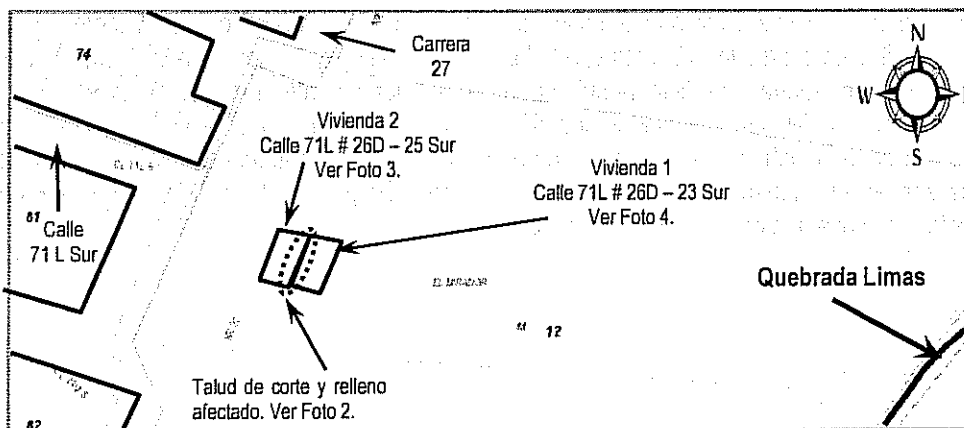 74
Carrera
27
N
W
E
S
Vivienda 2
Calle 71L # 26D – 25 Sur
Ver Foto 3.
Vivienda 1
Calle 71L # 26D – 23 Sur
Ver Foto 4.
81
Calle
71 L Sur
EL MIRADOR
12
Quebrada Limas
Talud de corte y relleno
afectado. Ver Foto 2.
82